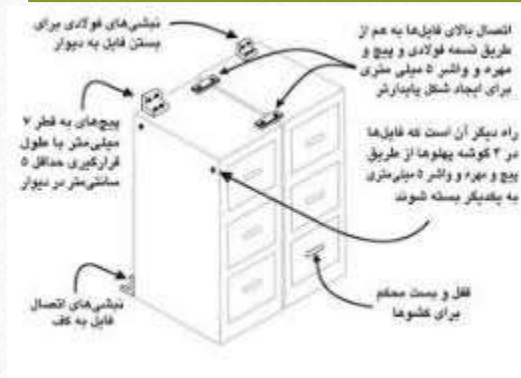 اتصال بالای فایل‌ها به هم از
طریق تسمه فولادی و پیچ و
مهره و واشر ۵ میلی متری
برای ایجاد شکل پایدارتر
راه دیگر آن است که فایل‌ها
در ۴ گوشه پهلوها از طریق
پیچ و مهره و واشر ۵ میلی‌متری
به یکدیگر بسته شوند
قفل و بست محکم
برای کشوها
نبشی‌های فولادی برای
بستن فایل به دیوار
پیچ‌های به قطر ۷
میلی‌متر با طول
قرارگیری حداقل ۵
سانتی‌متر در دیوار
نبشی‌های اتصال
فایل به کف